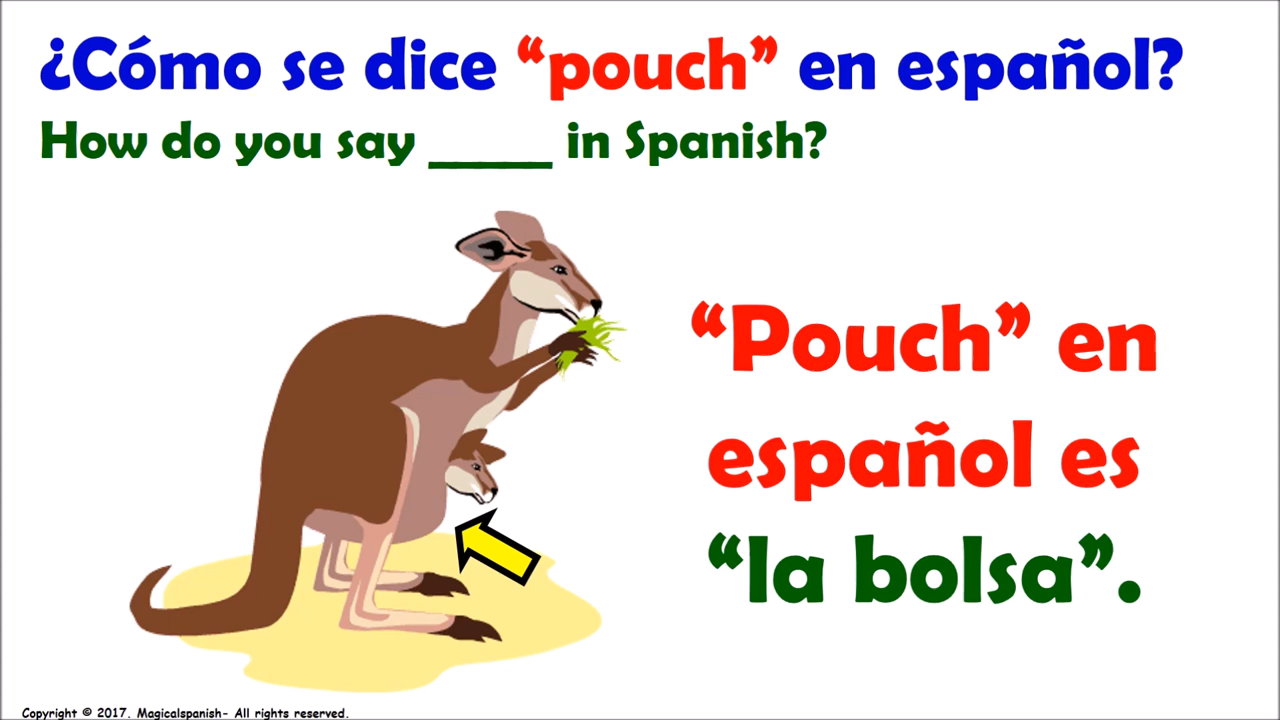 ¿Cómo se dice “pouch” en español?
How do you say _____ in Spanish?
“Pouch” en
español es
“la bolsa”.
Copyright © 2017. Magicalspanish- All rights reserved.